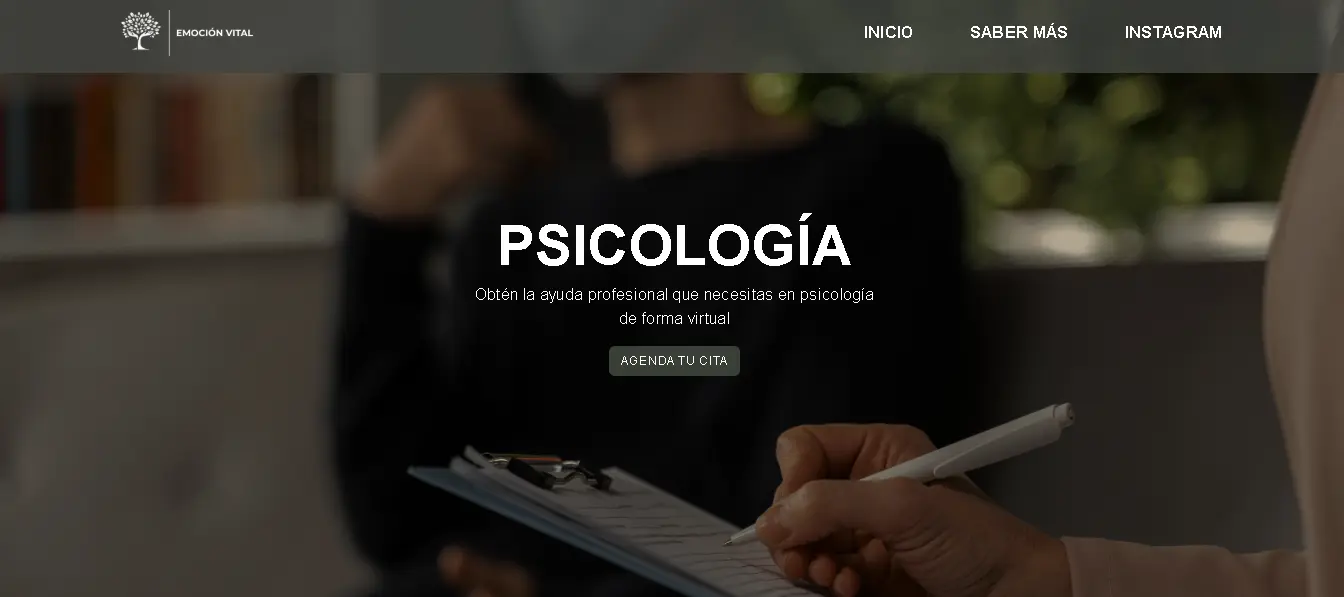 EMOCIÓN VITAL
INICIO
SABER MÁS
INSTAGRAM
PSICOLOGÍA
Obtén la ayuda profesional que necesitas en psicología
de forma virtual
AGENDA TU CITA